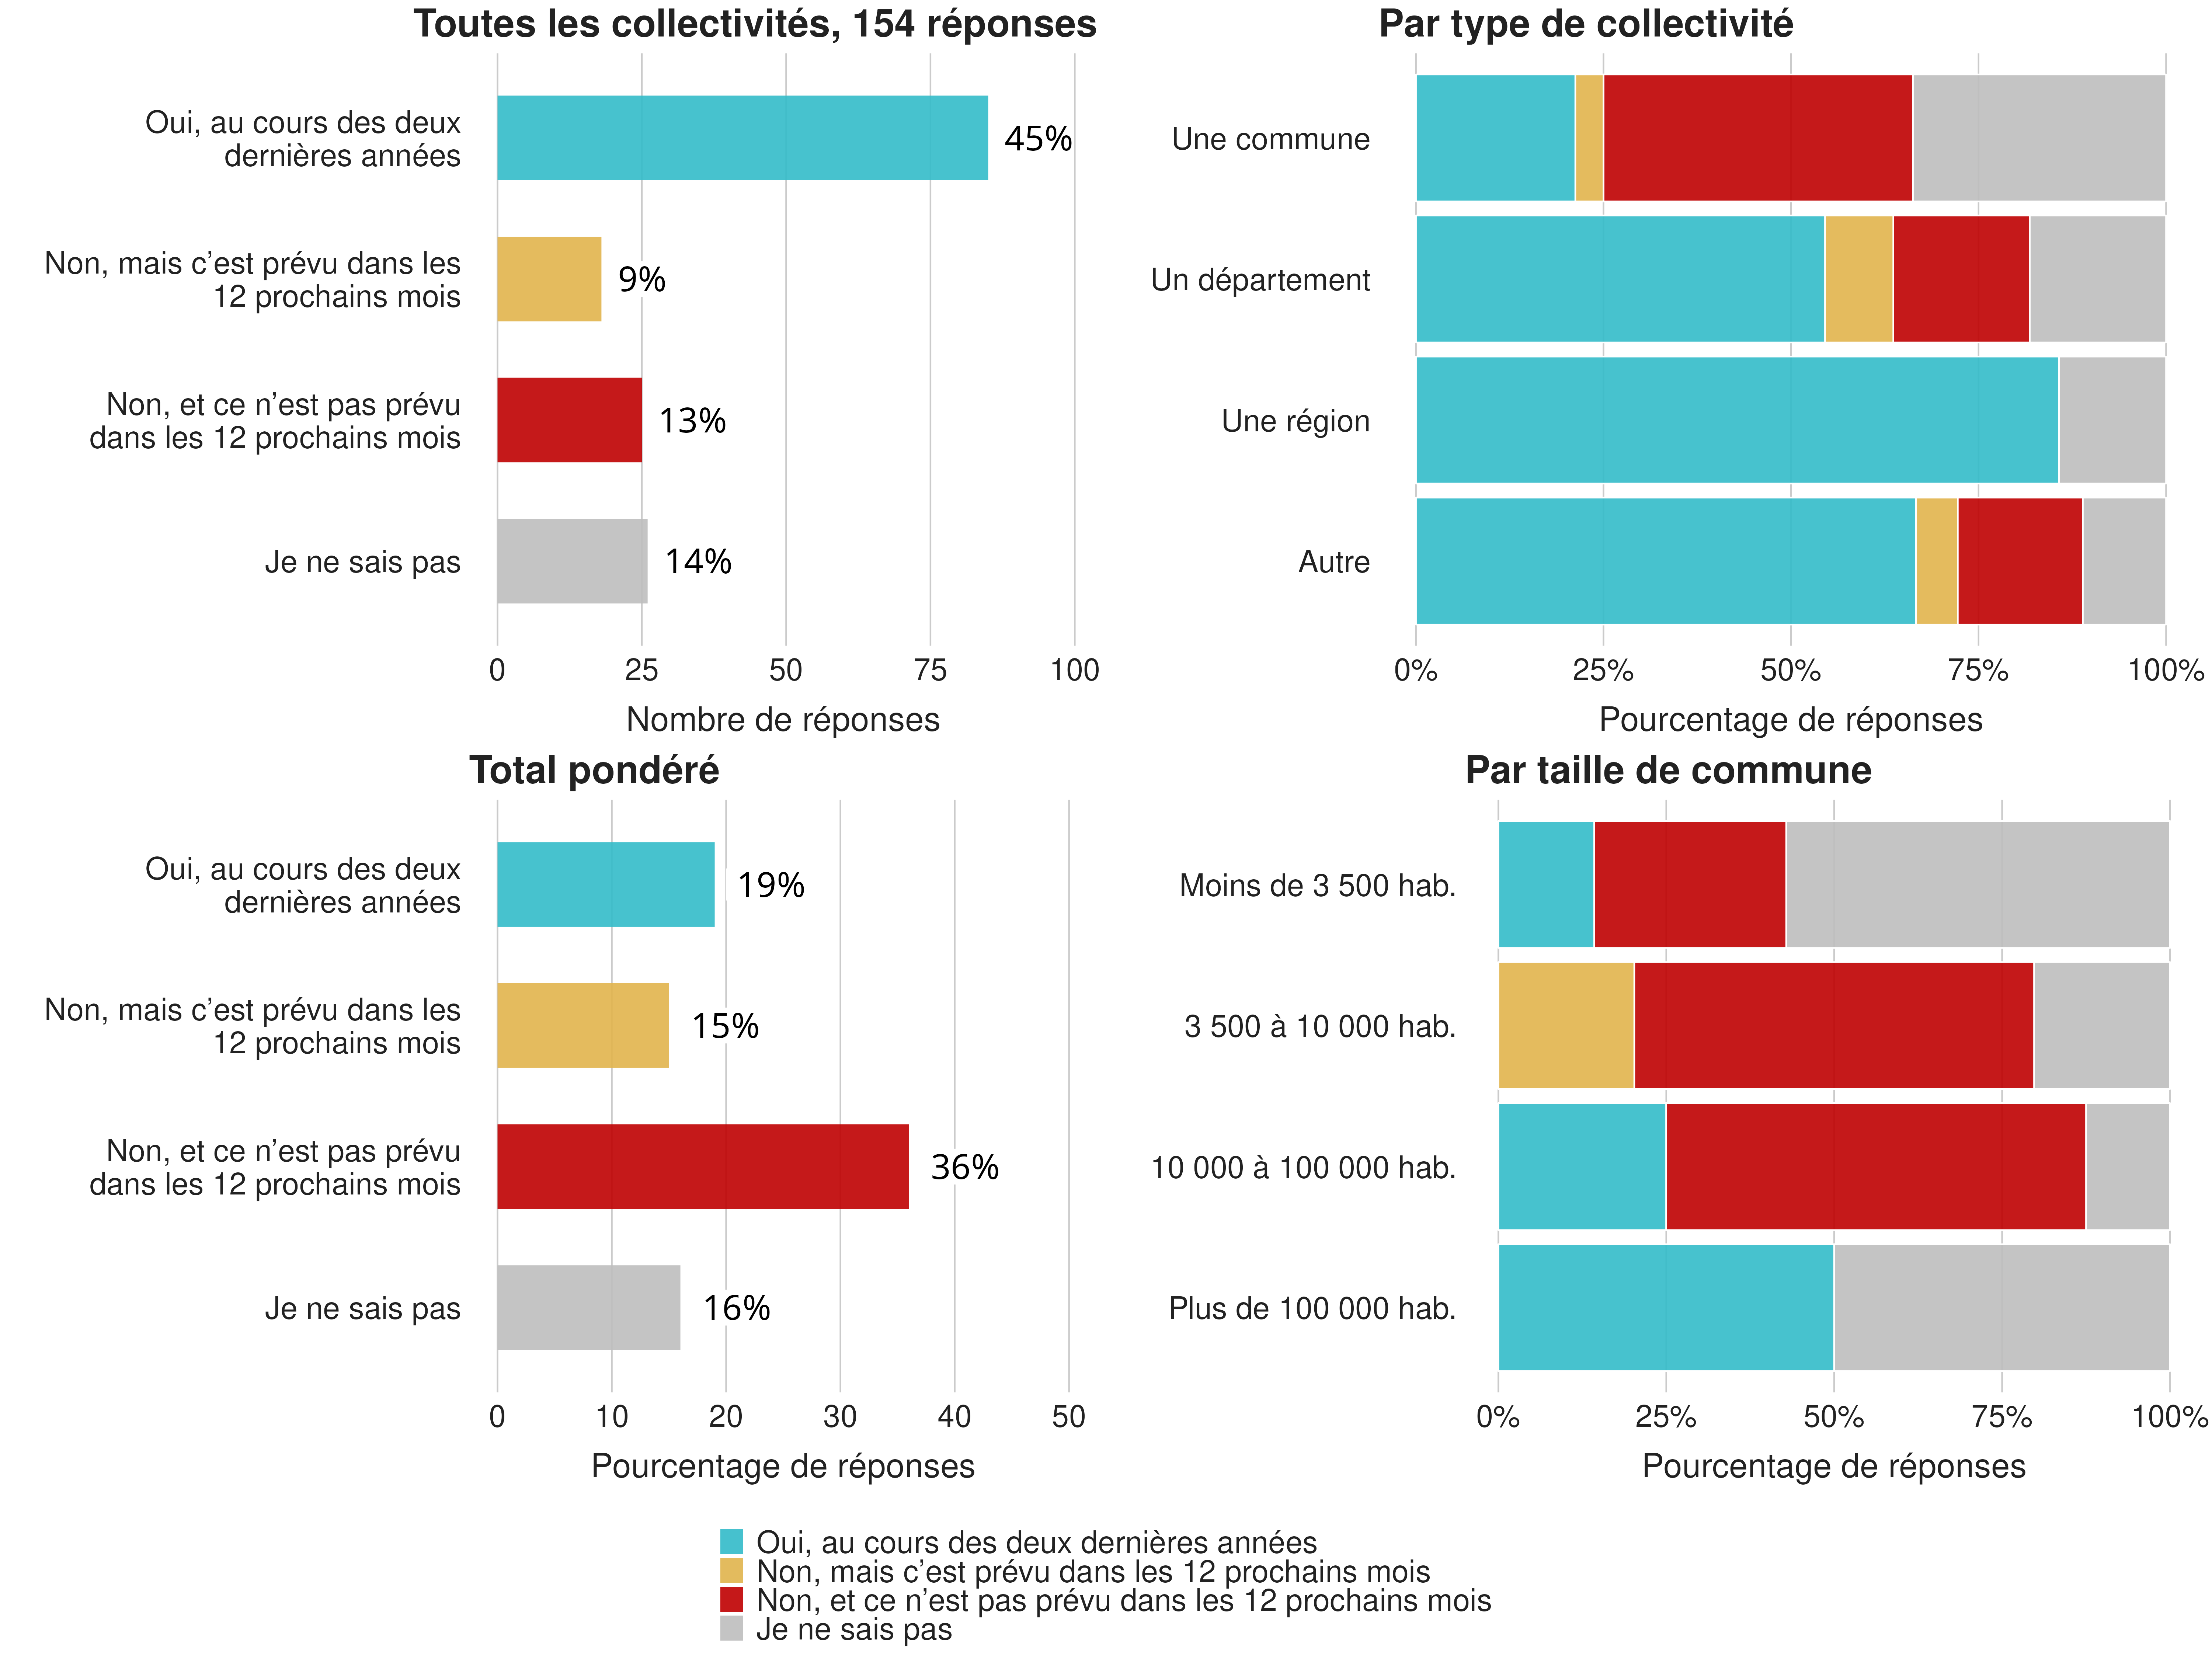 Toutes les collectivités, 154 réponses
Oui, au cours des deux
dernières années
45%
Non, mais c’est prévu dans les
12 prochains mois
9%
Non, et ce n’est pas prévu
dans les 12 prochains mois
13%
Je ne sais pas
14%
0 25 50 75 100
Nombre de réponses
Par type de collectivité
Une commune
Un département
Une région
Autre
0% 25% 50% 75% 100%
Pourcentage de réponses
Total pondéré
Oui, au cours des deux
dernières années
19%
Non, mais c’est prévu dans les
12 prochains mois
15%
Non, et ce n’est pas prévu
dans les 12 prochains mois
36%
Je ne sais pas
16%
0 10 20 30 40 50
Pourcentage de réponses
Par taille de commune
Moins de 3 500 hab.
3 500 à 10 000 hab.
10 000 à 100 000 hab.
Plus de 100 000 hab.
0% 25% 50% 75% 100%
Pourcentage de réponses
Oui, au cours des deux dernières années
Non, mais c’est prévu dans les 12 prochains mois
Non, et ce n’est pas prévu dans les 12 prochains mois
Je ne sais pas